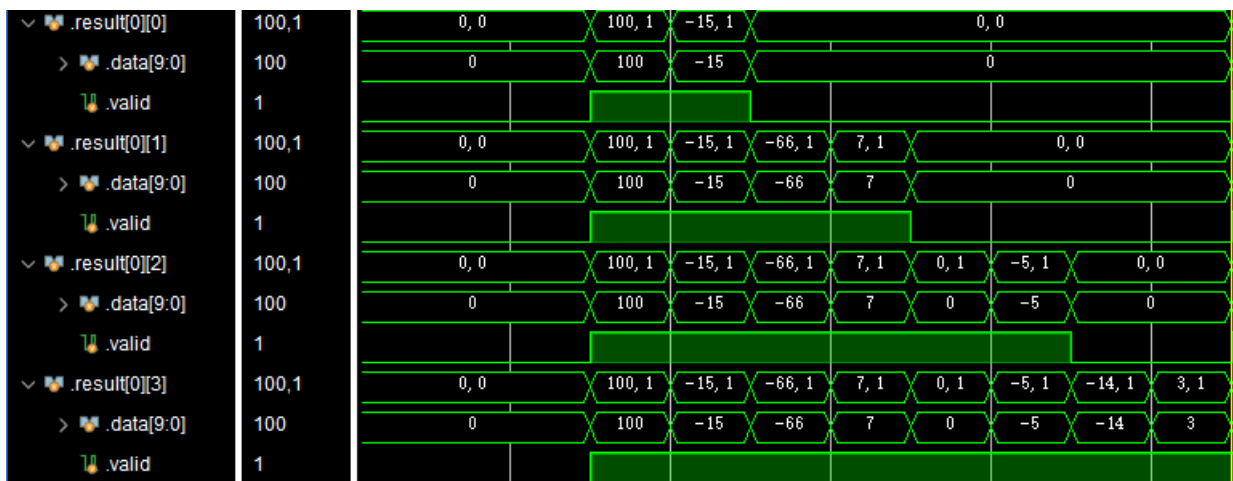 .result[0][0] 100,1 0, 0 100, 1 -15, 1 0, 0
.data[9:0] 100 0 100 -15 0
.valid 1
.result[0][1] 100,1 0, 0 100, 1 -15, 1 -66, 1 7, 1 0, 0
.data[9:0] 100 0 100 -15 -66 7 0
.valid 1
.result[0][2] 100,1 0, 0 100, 1 -15, 1 -66, 1 7, 1 0, 1 -5, 1 0, 0
.data[9:0] 100 0 100 -15 -66 7 0 -5 0
.valid 1
.result[0][3] 100,1 0, 0 100, 1 -15, 1 -66, 1 7, 1 0, 1 -5, 1 -14, 1 3, 1
.data[9:0] 100 0 100 -15 -66 7 0 -5 -14 3
.valid 1